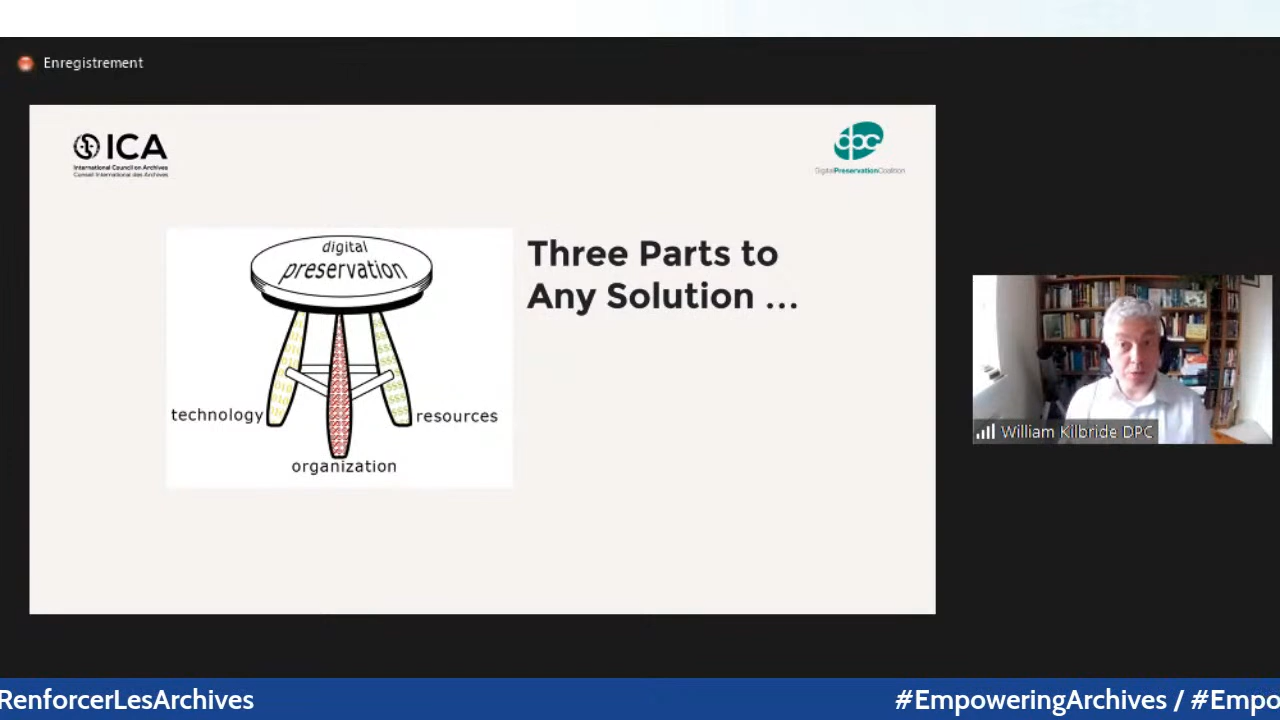 Enregistrement
ICA
International Council on Archives
Conseil International des Archives
dpc
DigitalPreservationCoalition
digital
preservation
technology
resources
organization
Three Parts to
Any Solution ...
William Kilbride DPC
RenforcerLesArchives
#EmpoweringArchives / #Empo